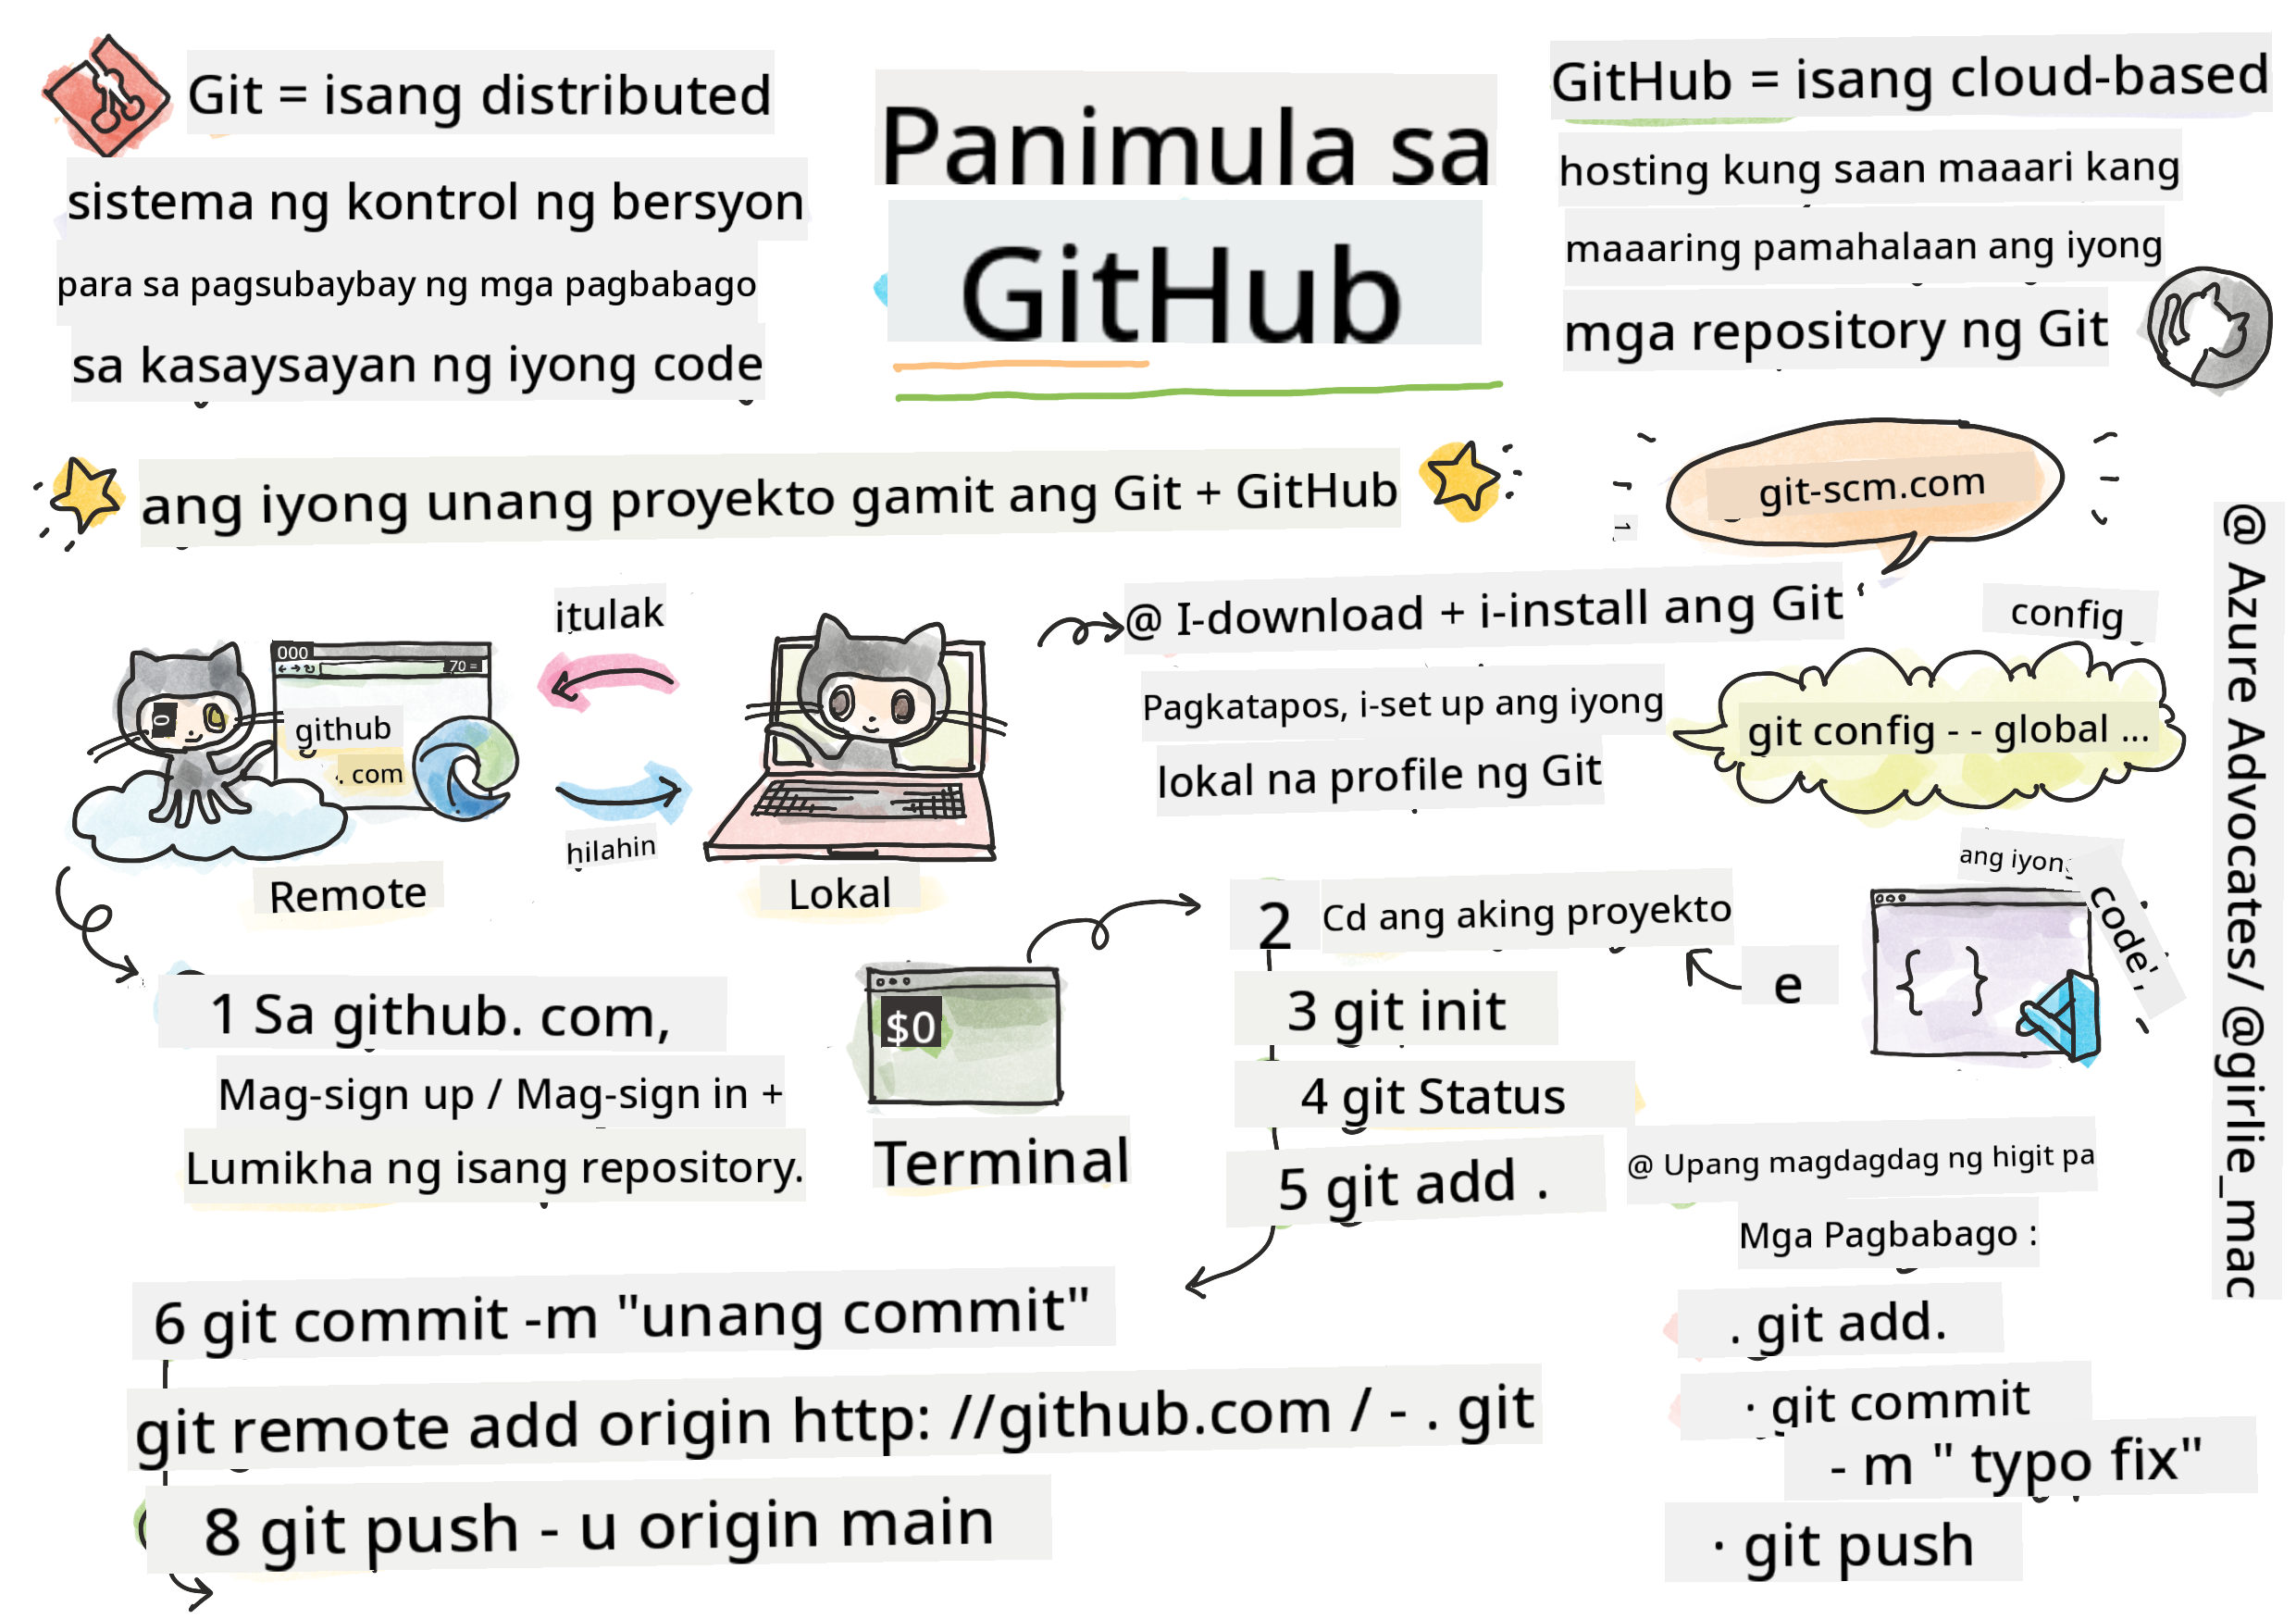 Git = isang distributed
sistema ng kontrol ng bersyon
para sa pagsubaybay ng mga pagbabago
sa kasaysayan ng iyong code
Panimula sa
GitHub
GitHub = isang cloud-based
hosting kung saan maaari kang
maaaring pamahalaan ang iyong
mga repository ng Git
ang iyong unang proyekto gamit ang Git + GitHub
git-scm.com
@ I-download + i-install ang Git
Pagkatapos, i-set up ang iyong
lokal na profile ng Git
config
git config - - global ...
itulak
hilahin
000
70 =
0
github
. com
Remote
Lokal
1 Sa github. com,
Mag-sign up / Mag-sign in +
Lumikha ng isang repository.
$0
Terminal
2 Cd ang aking proyekto
3 git init
4 git Status
5 git add .
e
{ }
ang iyong
code',
6 git commit -m "unang commit"
git remote add origin http: //github.com / - . git
8 git push - u origin main
@ Upang magdagdag ng higit pa
Mga Pagbabago :
. git add.
· git commit
- m " typo fix"
· git push
@ Azure Advocates/ @girlie_mac